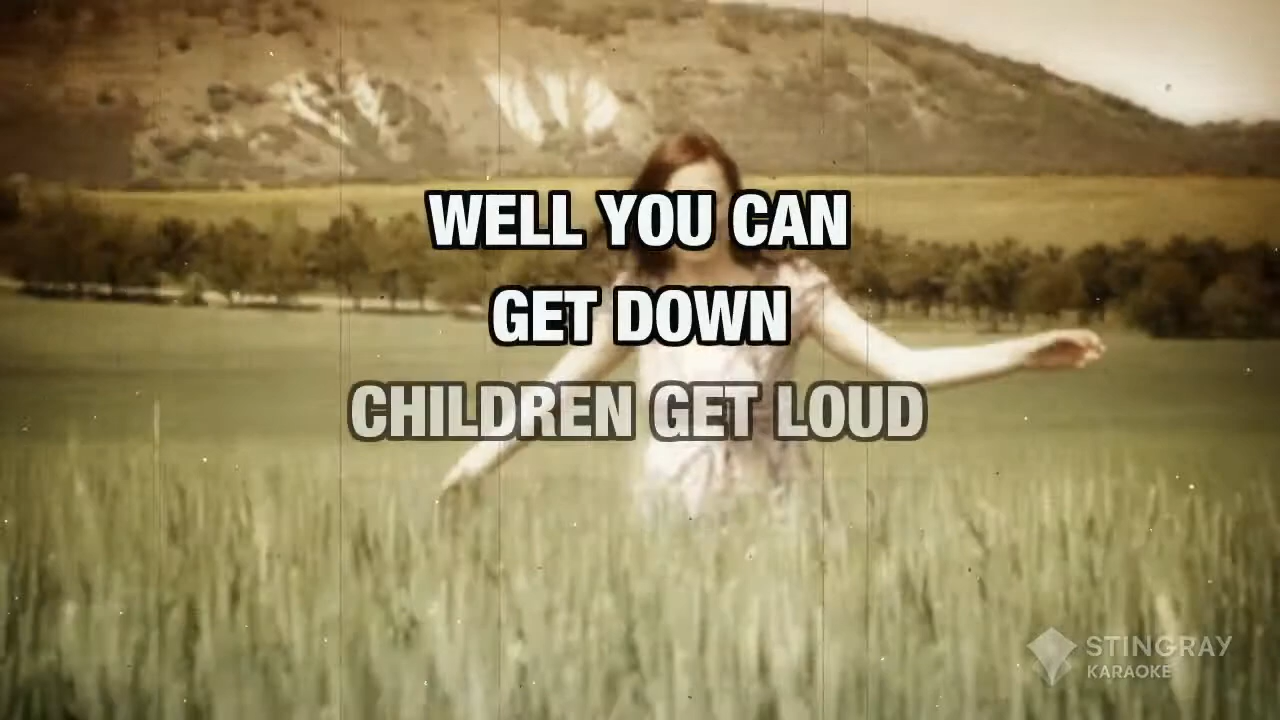 WELL YOU CAN
GET DOWN
CHILDREN GET LOUD
STINGRAY
KARAOKE